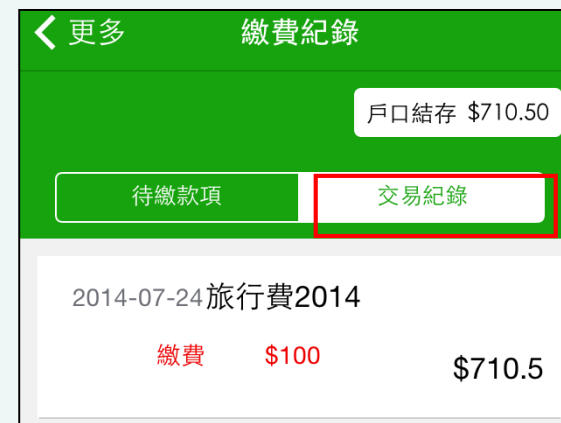 更多 繳費紀錄
戶口結存 $710.50
待繳款項 交易紀錄
2014-07-24旅行費2014
繳費 $100 $710.5